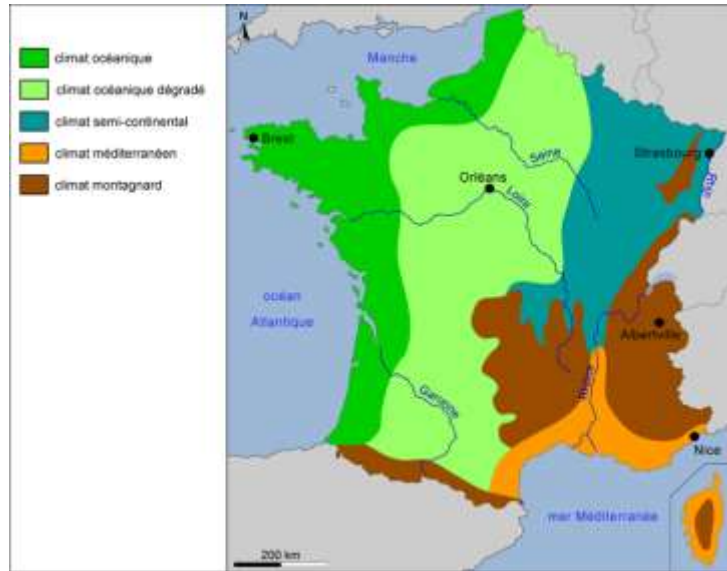 climat océanique
climat océanique dégradé
climat semi-continental
climat méditerranéen
climat montagnard
N
Manche
Brest
Strasbourg
Seine
Rhin
Orléans
Loire
océan
Atlantique
Albertville
Rhône
Garonne
Nice
mer Méditerranée
200 km